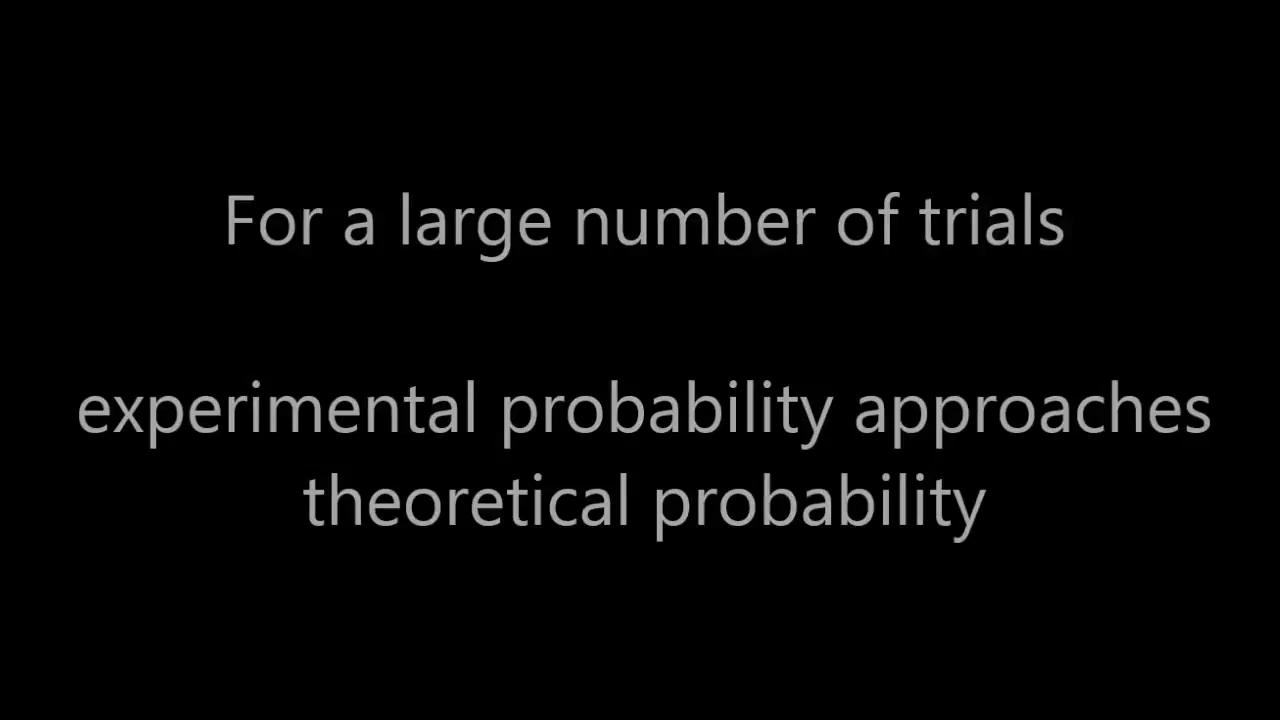 For a large number of trials
experimental probability approaches
theoretical probability